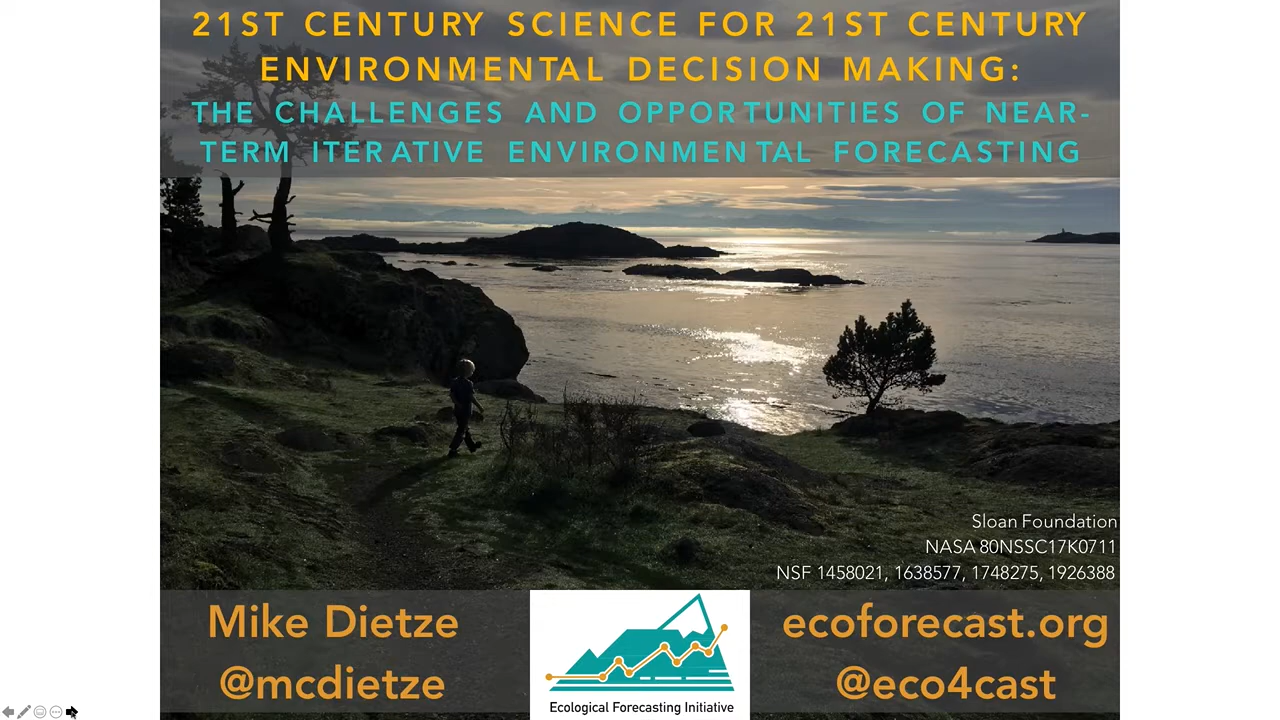 21ST CENTURY SCIENCE FOR 21ST CENTURY
ENVIRONMENTAL DECISION MAKING:
THE CHALLENGES AND OPPORTUNITIES OF NEAR-
TERM ITERATIVE ENVIRONMENTAL FORECASTING
Sloan Foundation
NASA 80NSSC17K0711
NSF 1458021, 1638577, 1748275, 1926388
Mike Dietze
@mcdietze
Ecological Forecasting Initiative
ecoforecast.org
@eco4cast